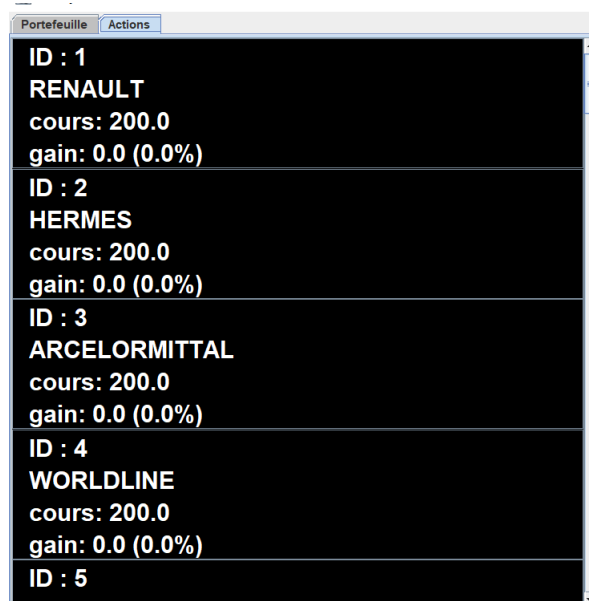 Portefeuille Actions
ID : 1
RENAULT
cours: 200.0
gain: 0.0 (0.0%)
ID : 2
HERMES
cours: 200.0
gain: 0.0 (0.0%)
ID : 3
ARCELORMITTAL
cours: 200.0
gain: 0.0 (0.0%)
ID : 4
WORLDLINE
cours: 200.0
gain: 0.0 (0.0%)
ID : 5